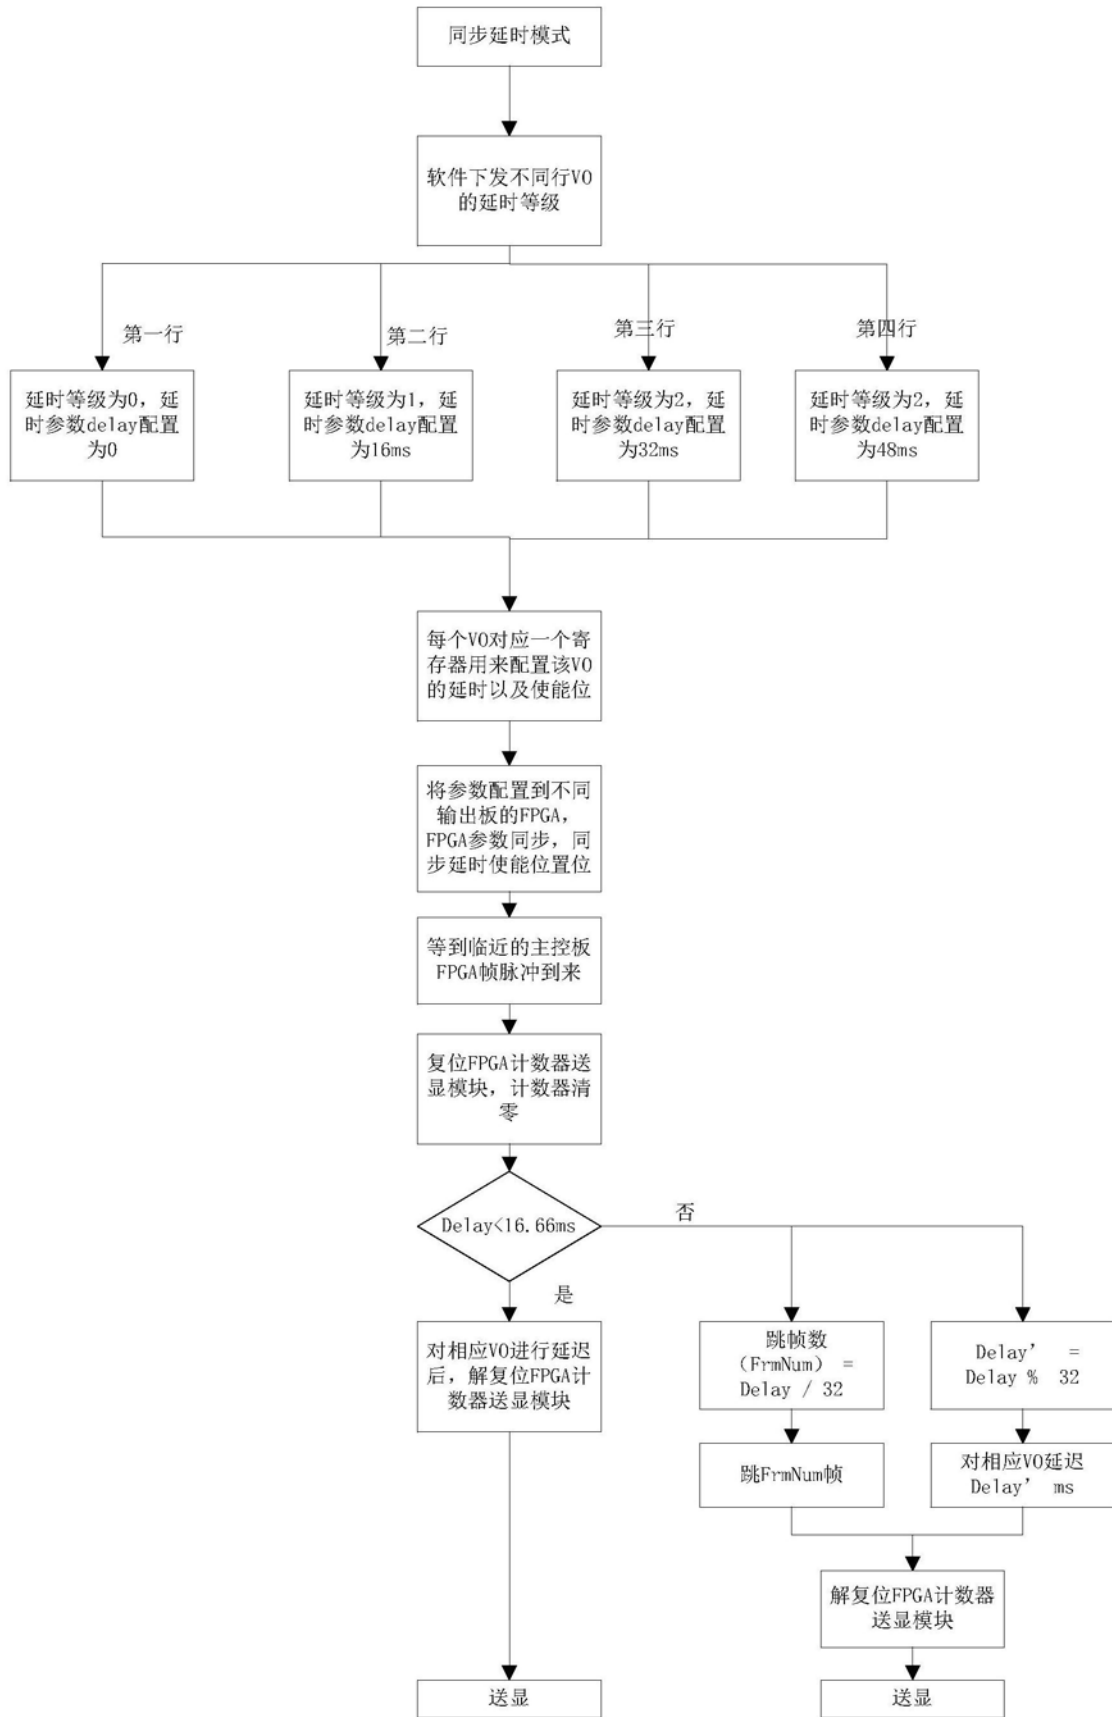 同步延时模式
软件下发不同行VO
的延时等级
第一行
第二行
第三行
第四行
延时等级为0，延
时参数delay配置
为0
延时等级为1，延
时参数delay配置
为16ms
延时等级为2，延
时参数delay配置
为32ms
延时等级为2，延
时参数delay配置
为48ms
每个VO对应一个寄
存器用来配置该VO
的延时以及使能位
将参数配置到不同
输出板的FPGA，
FPGA参数同步，同
步延时使能位置位
等到临近的主控板
FPGA帧脉冲到来
复位FPGA计数器送
显模块，计数器清
零
Delay<16.66ms
否
是
对相应VO进行延迟
后，解复位FPGA计
数器送显模块
跳帧数
（FrmNum） =
Delay / 32
Delay’ =
Delay % 32
跳FrmNum帧
对相应VO延迟
Delay’ ms
解复位FPGA计数器
送显模块
送显
送显